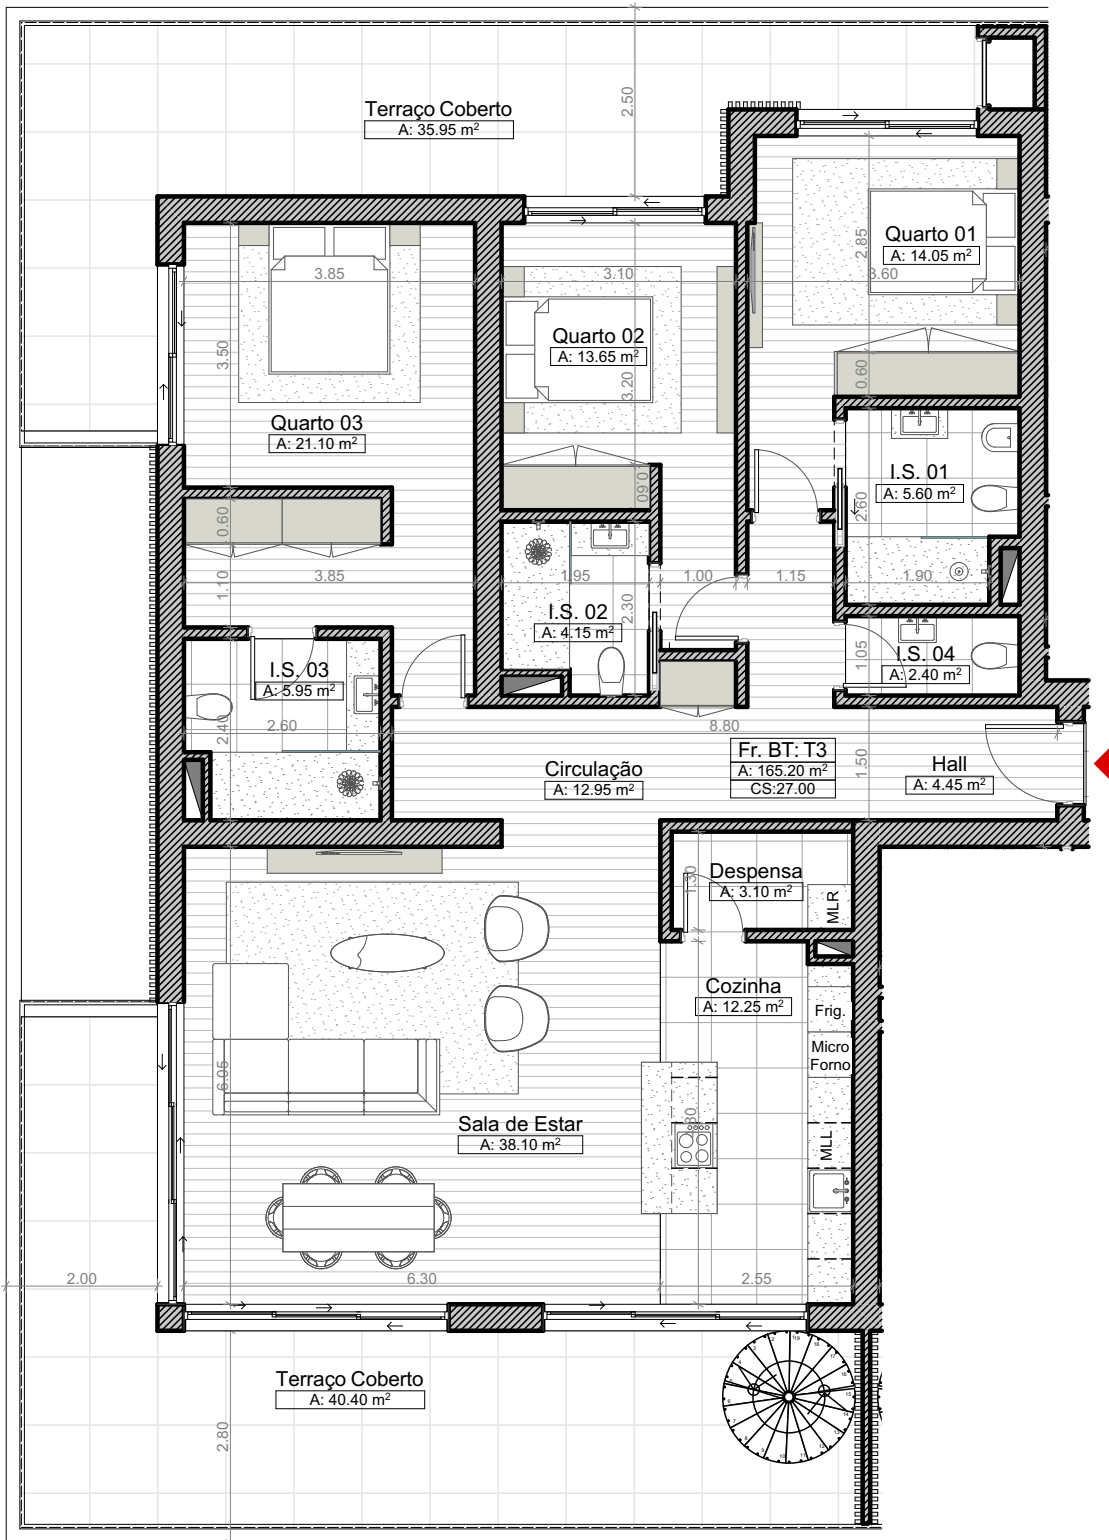 2.50
Terraço Coberto
A: 35.95 m²
Quarto 01
A: 14.05 m²
2.85
3.60
3.85
3.10
Quarto 02
A: 13.65 m²
3.50
3.20
0.60
Quarto 03
A: 21.10 m²
I.S. 01
A: 5.60 m²
0.60
0.60
2.60
1.10
3.85
1.95
1.00
1.15
1.90
I.S. 02
A: 4.15 m²
2.30
I.S. 03
A: 5.95 m²
1.05
I.S. 04
A: 2.40 m²
2.40
2.60
8.80
Fr. BT: T3
A: 165.20 m²
CS:27.00
1.50
Circulação
A: 12.95 m²
Hall
A: 4.45 m²
Despensa
A: 3.10 m²
1.30
MLR
Cozinha
A: 12.25 m²
Frig.
Micro
Forno
6.05
Sala de Estar
A: 38.10 m²
MLL
2.00
6.30
2.55
Terraço Coberto
A: 40.40 m²
2.80